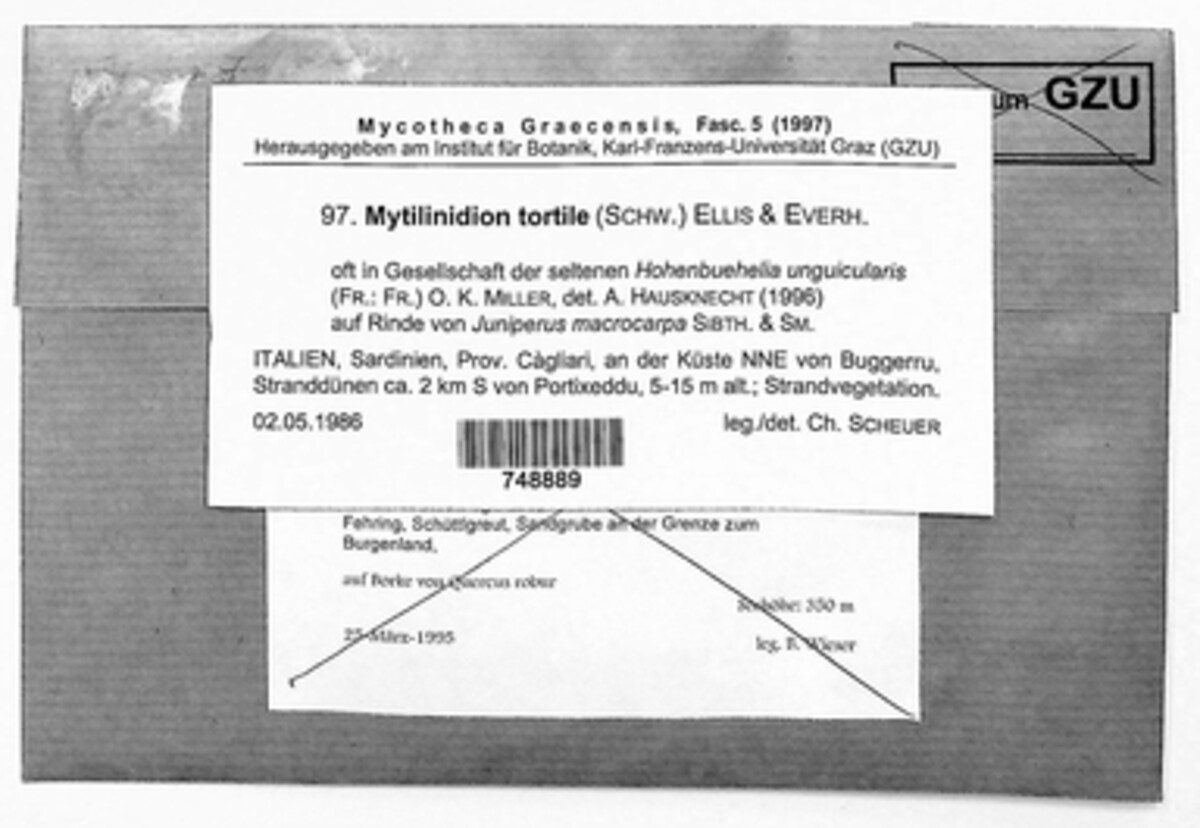 um GZU
Mycotheca Graecensis, Fasc. 5 (1997)
Herausgegeben am Institut für Botanik, Karl-Franzens-Universität Graz (GZU)
97. Mytilinidion tortile (SCHW.) ELLIS & EVERH.
oft in Gesellschaft der seltenen Hohenbuehelia unguicularis
(FR.: FR.) O. K. MILLER, det. A. HAUSKNECHT (1996)
auf Rinde von Juniperus macrocarpa SIBTH. & SM.
ITALIEN, Sardinien, Prov. Càgliari, an der Küste NNE von Buggerru,
Stranddünen ca. 2 km S von Portixeddu, 5-15 m alt.; Strandvegetation.
02.05.1986 leg./det. Ch. SCHEUER
748889
Fehring, Schüttgreut, Sandgrube an der Grenze zum
Burgenland,
auf Borke von Quercus robur
Seehöhe: 350 m
25-März-1995 leg. B. Wieser